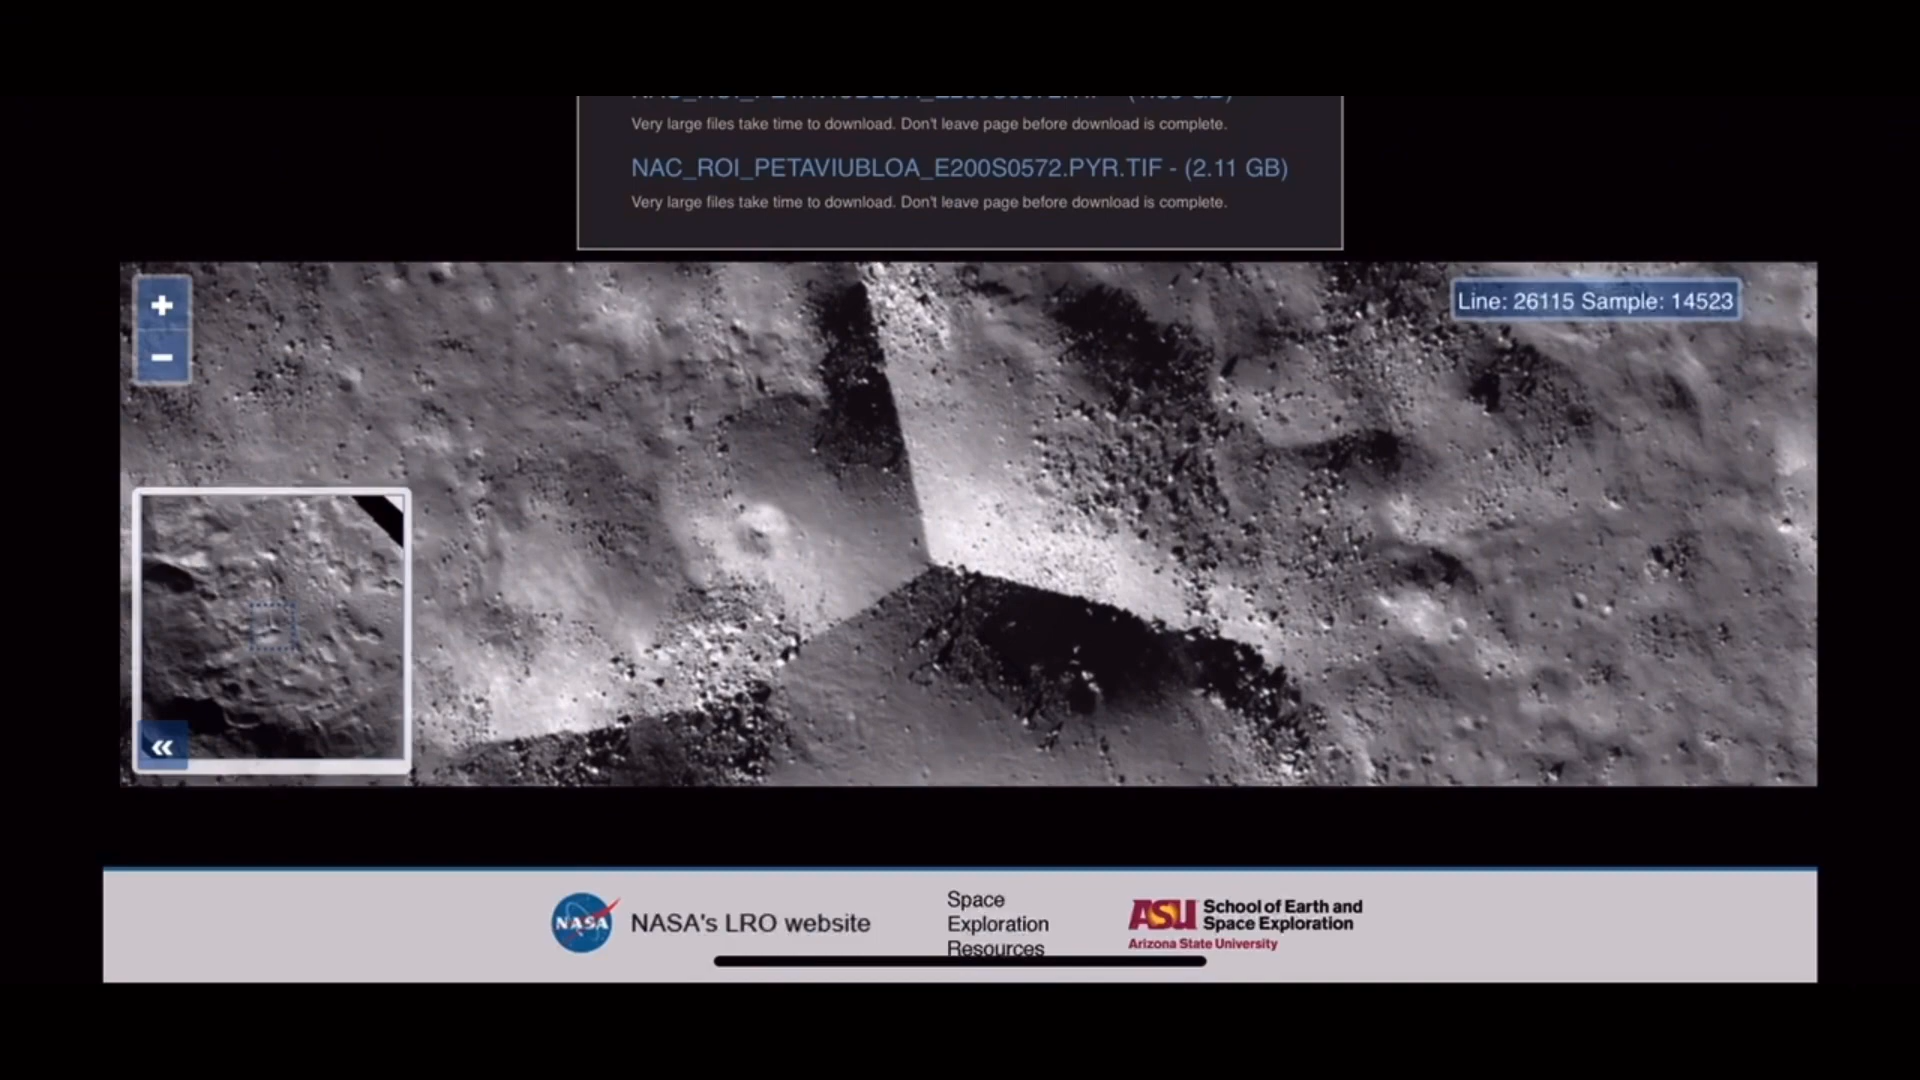 Very large files take time to download. Don't leave page before download is complete.
NAC_ROI_PETAVIUBLOA_E200S0572.PYR.TIF - (2.11 GB)
Very large files take time to download. Don't leave page before download is complete.
+
Line: 26115 Sample: 14523
−
«
NASA
NASA's LRO website
Space
Exploration
Resources
ASU
School of Earth and
Space Exploration
Arizona State University